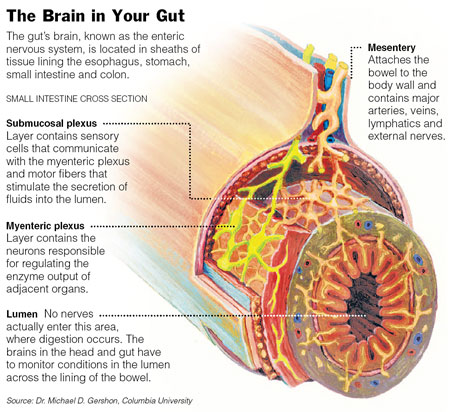 The Brain in Your Gut
The gut's brain, known as the enteric
nervous system, is located in sheaths of
tissue lining the esophagus, stomach,
small intestine and colon.
SMALL INTESTINE CROSS SECTION
Submucosal plexus
Layer contains sensory
cells that communicate
with the myenteric plexus
and motor fibers that
stimulate the secretion of
fluids into the lumen.
Myenteric plexus
Layer contains the
neurons responsible
for regulating the
enzyme output of
adjacent organs.
Lumen No nerves
actually enter this area,
where digestion occurs. The
brains in the head and gut have
to monitor conditions in the lumen
across the lining of the bowel.
Mesentery
Attaches the
bowel to the
body wall and
contains major
arteries, veins,
lymphatics and
external nerves.
Source: Dr. Michael D. Gershon, Columbia University